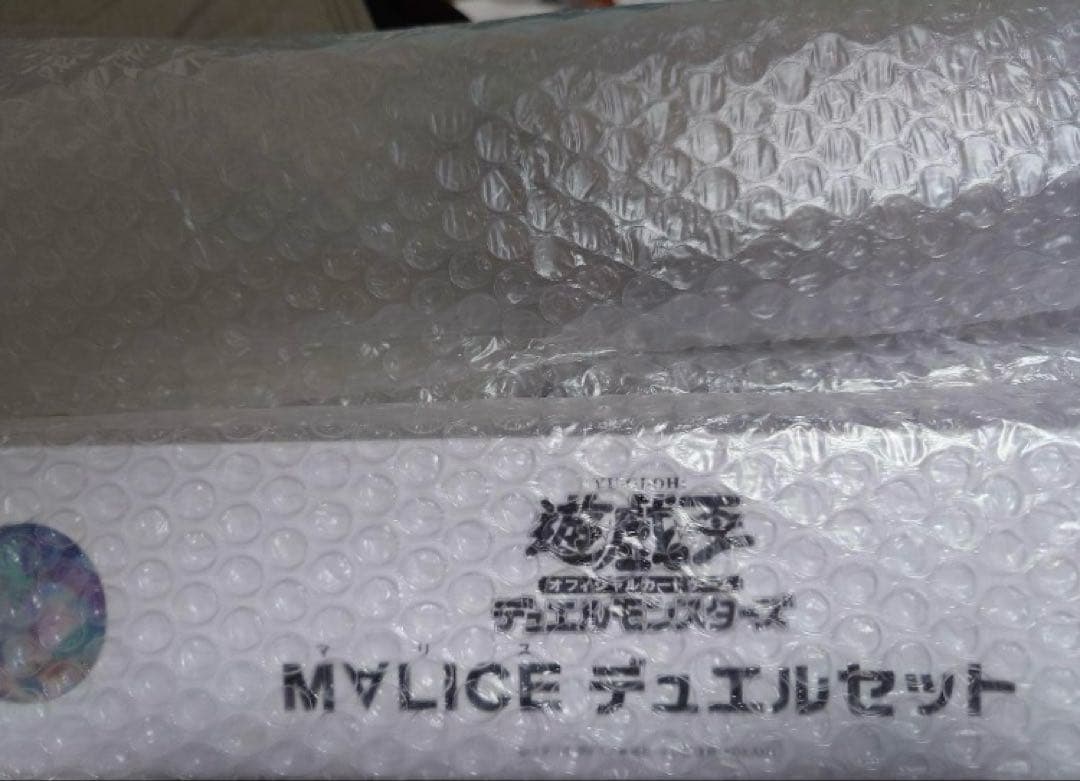 YU-GI-OH!
遊戯王
オフィシャルカードゲーム
デュエルモンスターズ
マリス
M∀LICE デュエルセット